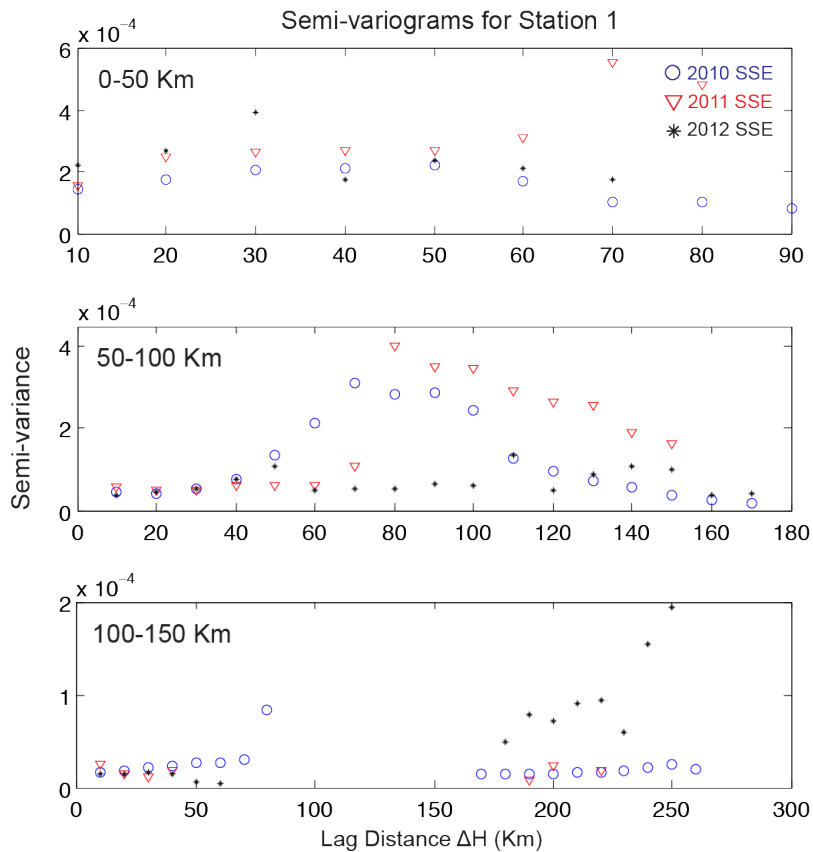 Semi-variograms for Station 1
x 10⁻⁴
6
4
2
0
0-50 Km
2010 SSE
2011 SSE
2012 SSE
10 20 30 40 50 60 70 80 90
x 10⁻⁴
4
2
0
50-100 Km
0 20 40 60 80 100 120 140 160 180
Semi-variance
x 10⁻⁴
2
1
0
100-150 Km
0 50 100 150 200 250 300
Lag Distance ΔH (Km)